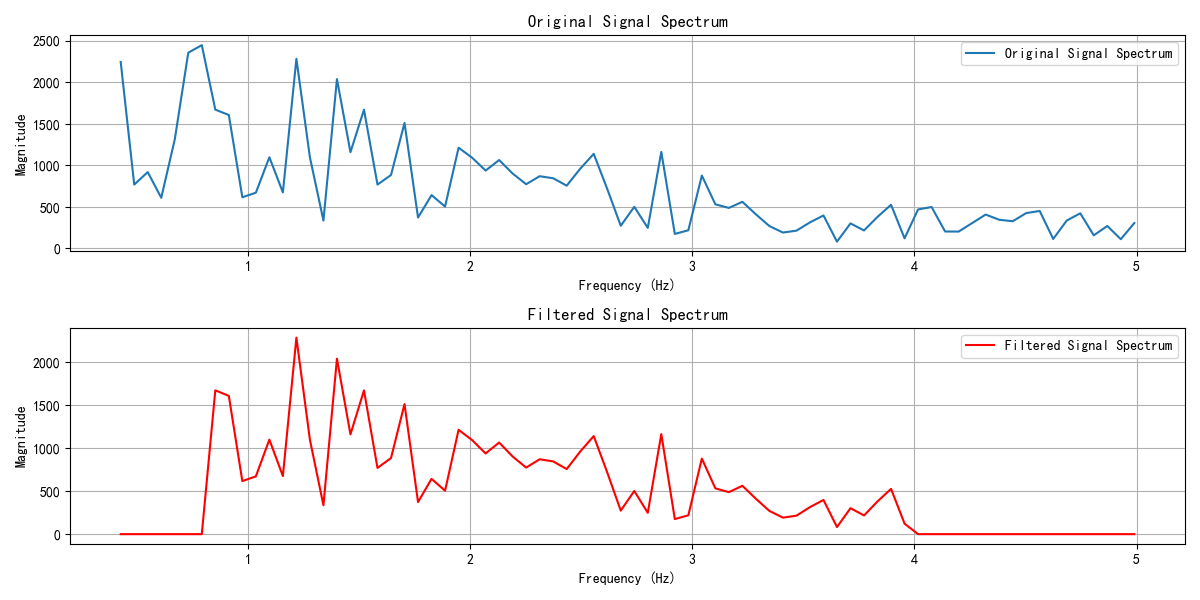 Original Signal Spectrum
2500
2000
1500
1000
500
0
Magnitude
Original Signal Spectrum
1 2 3 4 5
Frequency (Hz)
Filtered Signal Spectrum
2000
1500
1000
500
0
Magnitude
Filtered Signal Spectrum
1 2 3 4 5
Frequency (Hz)